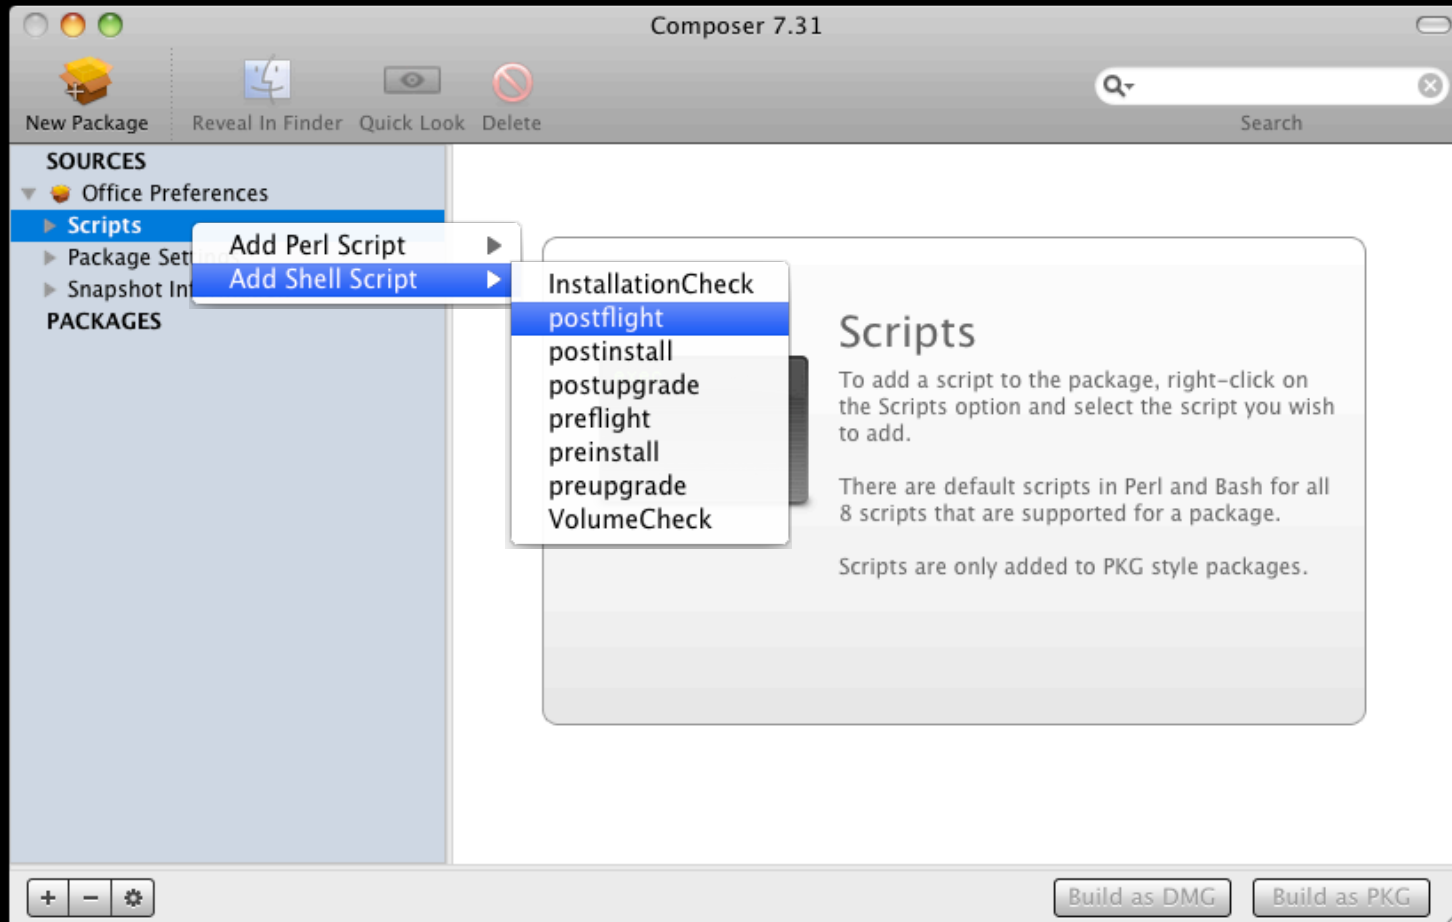 Composer 7.31
New Package
Reveal In Finder
Quick Look
Delete
Search
SOURCES
Office Preferences
Scripts
Package Set
Snapshot In
PACKAGES
Add Perl Script
Add Shell Script
InstallationCheck
postflight
postinstall
postupgrade
preflight
preinstall
preupgrade
VolumeCheck
Scripts
To add a script to the package, right-click on
the Scripts option and select the script you wish
to add.
There are default scripts in Perl and Bash for all
8 scripts that are supported for a package.
Scripts are only added to PKG style packages.
Build as DMG
Build as PKG